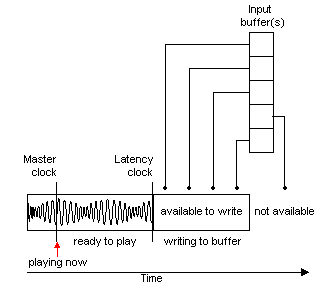 Input
buffer(s)
Master
clock
Latency
clock
available to write
not available
ready to play
writing to buffer
playing now
Time